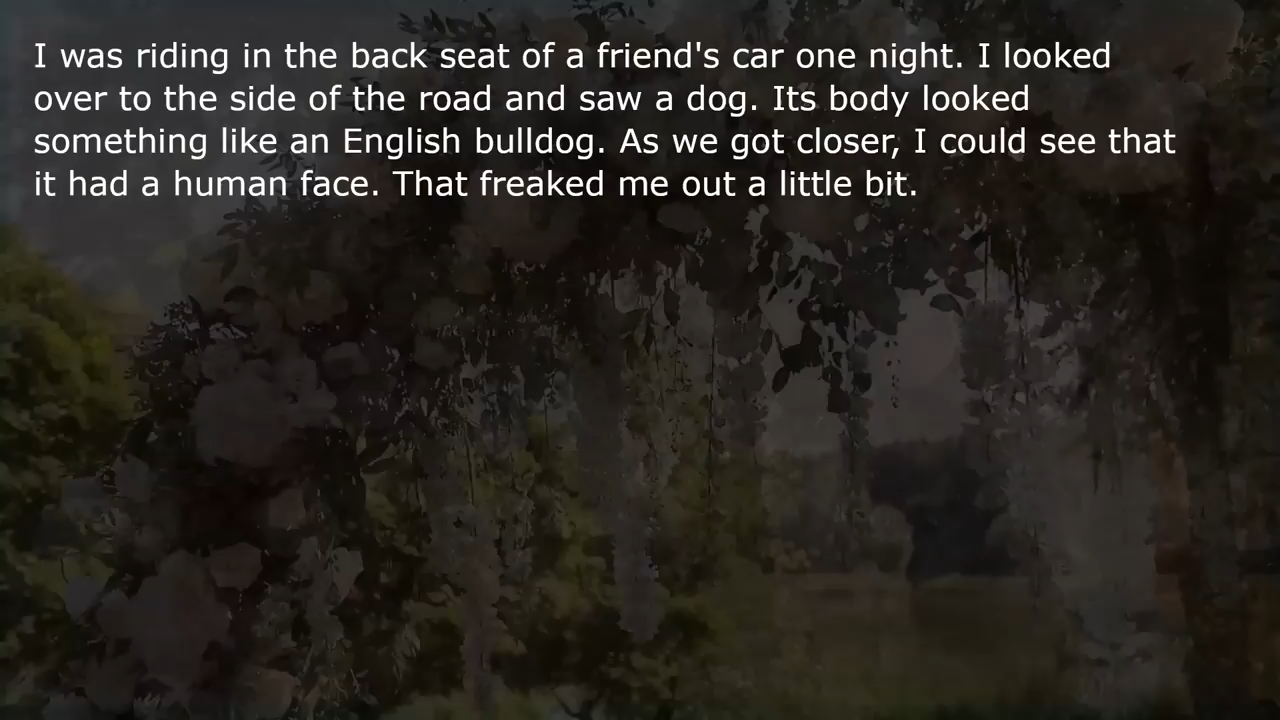 I was riding in the back seat of a friend's car one night. I looked
over to the side of the road and saw a dog. Its body looked
something like an English bulldog. As we got closer, I could see that
it had a human face. That freaked me out a little bit.